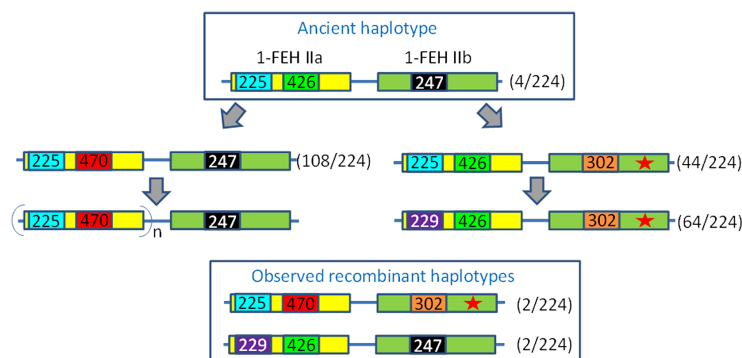 Ancient haplotype
1-FEH IIa 1-FEH IIb
225 426 247 (4/224)
225 470 247 (108/224) 225 426 302 (44/224)
225 470 n 247 229 426 302 (64/224)
Observed recombinant haplotypes
225 470 302 (2/224)
229 426 247 (2/224)